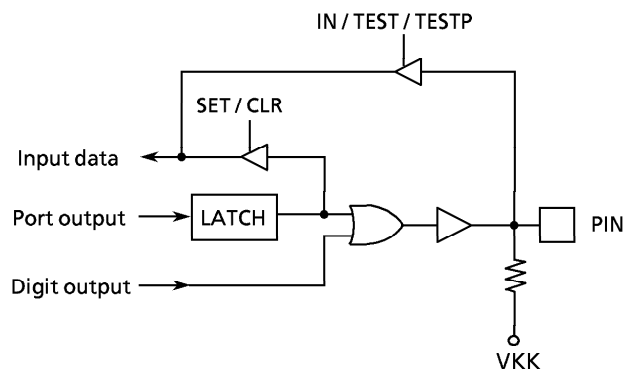 IN / TEST / TESTP
SET / CLR
Input data
Port output
LATCH
PIN
Digit output
VKK